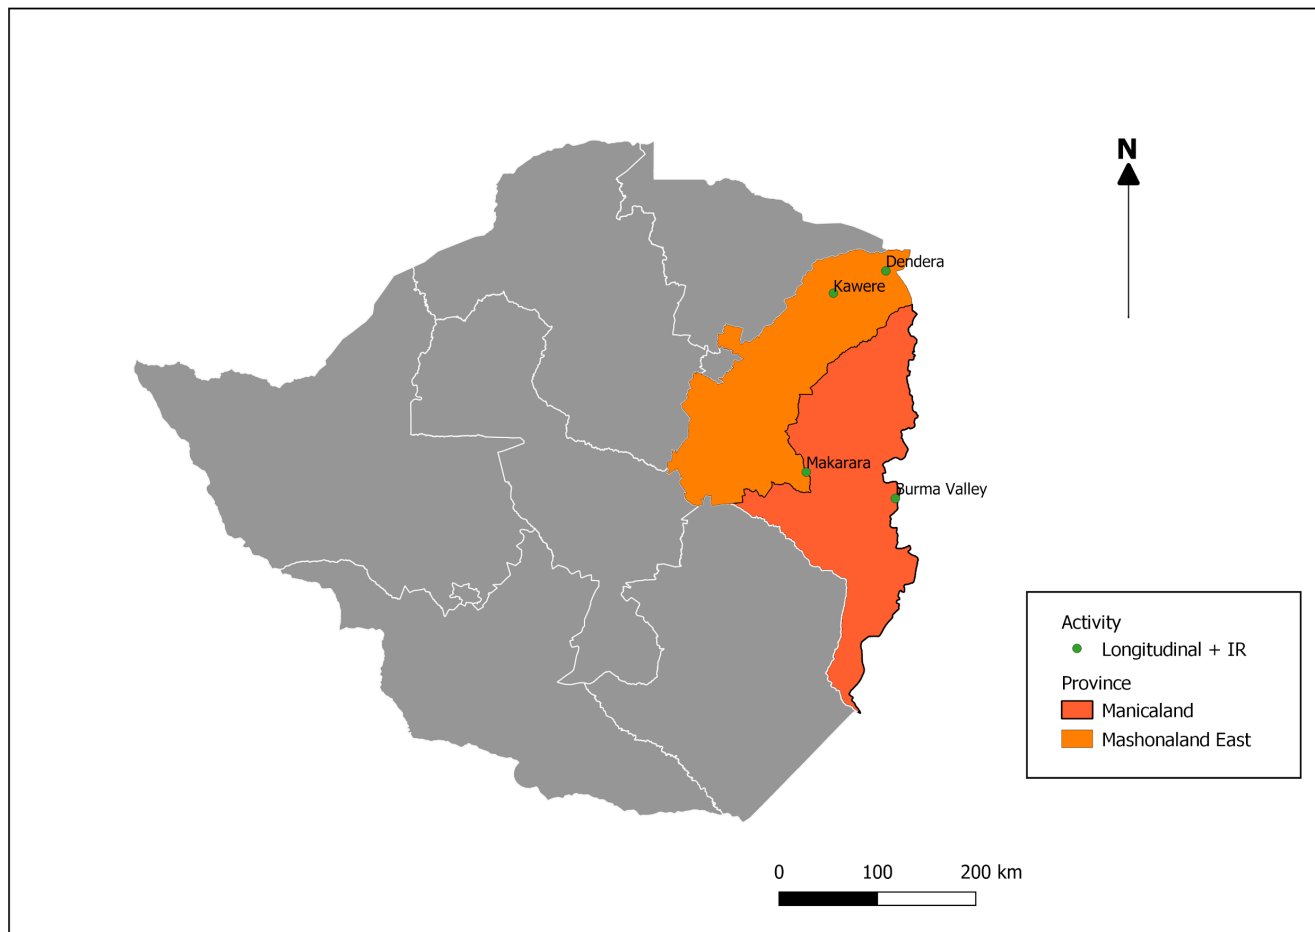 N
Dendera
Kawere
Makarara
Burma Valley
Activity
Longitudinal + IR
Province
Manicaland
Mashonaland East
0 100 200 km